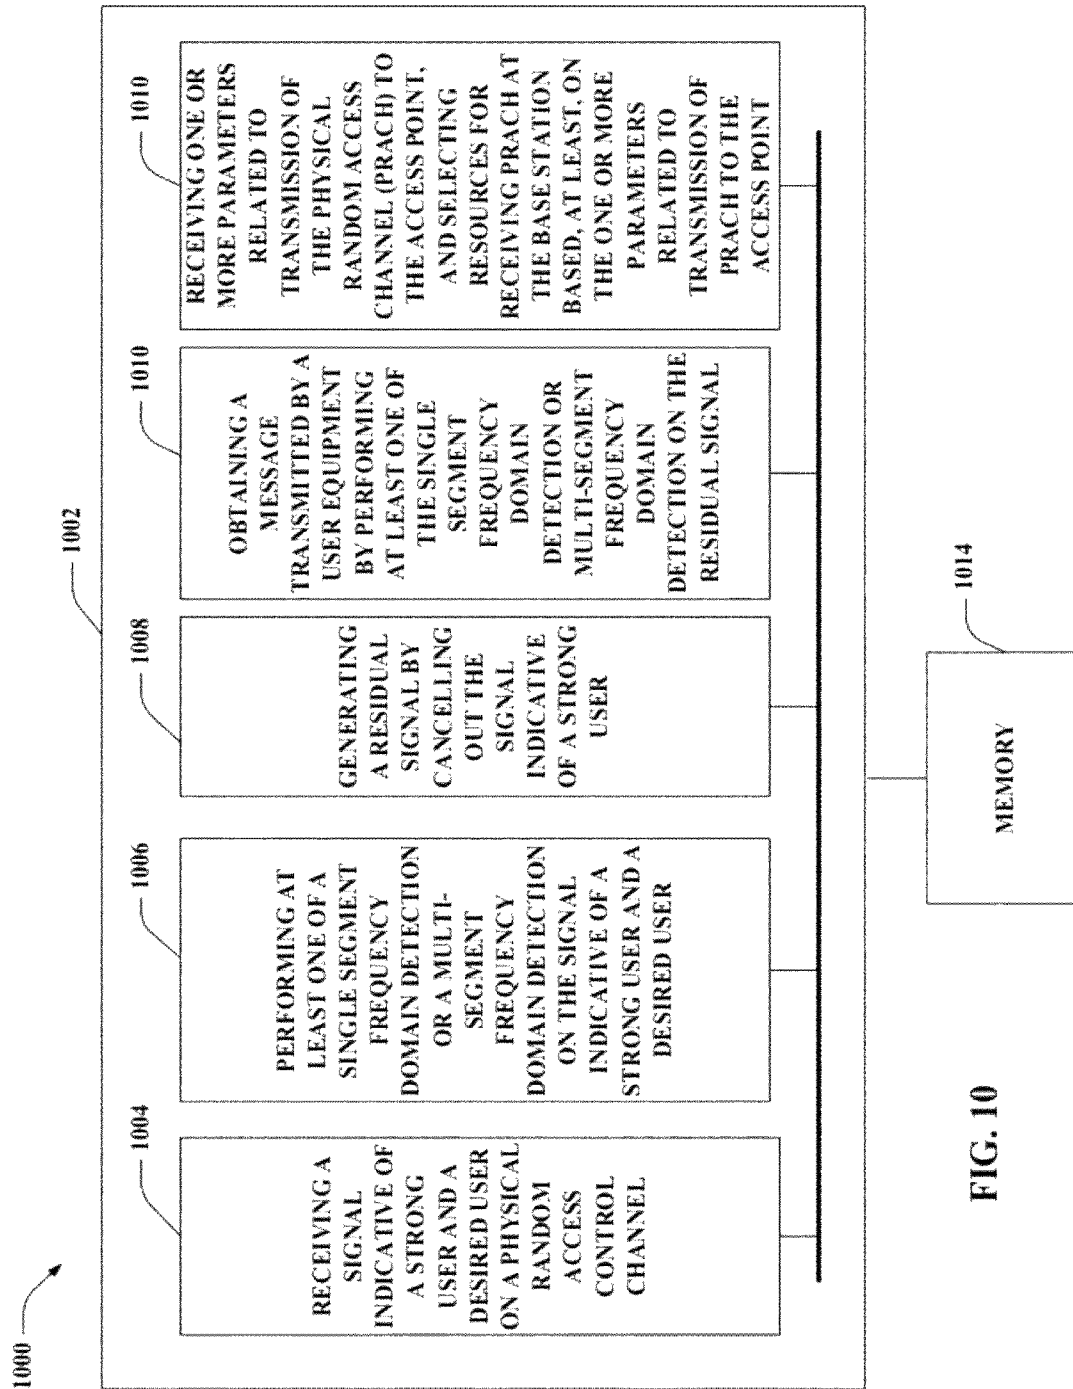 1000
1002
1004
RECEIVING A
SIGNAL
INDICATIVE OF
A STRONG
USER AND A
DESIRED USER
ON A PHYSICAL
RANDOM
ACCESS
CONTROL
CHANNEL
1006
PERFORMING AT
LEAST ONE OF A
SINGLE SEGMENT
FREQUENCY
DOMAIN DETECTION
OR A MULTI-
SEGMENT
FREQUENCY
DOMAIN DETECTION
ON THE SIGNAL
INDICATIVE OF A
STRONG USER AND A
DESIRED USER
1008
GENERATING
A RESIDUAL
SIGNAL BY
CANCELLING
OUT THE
SIGNAL
INDICATIVE
OF A STRONG
USER
1010
OBTAINING A
MESSAGE
TRANSMITTED BY A
USER EQUIPMENT
BY PERFORMING
AT LEAST ONE OF
THE SINGLE
SEGMENT
FREQUENCY
DOMAIN
DETECTION OR
MULTI-SEGMENT
FREQUENCY
DOMAIN
DETECTION ON THE
RESIDUAL SIGNAL
1010
RECEIVING ONE OR
MORE PARAMETERS
RELATED TO
TRANSMISSION OF
THE PHYSICAL
RANDOM ACCESS
CHANNEL (PRACH) TO
THE ACCESS POINT,
AND SELECTING
RESOURCES FOR
RECEIVING PRACH AT
THE BASE STATION
BASED, AT LEAST, ON
THE ONE OR MORE
PARAMETERS
RELATED TO
TRANSMISSION OF
PRACH TO THE
ACCESS POINT
1014
MEMORY
FIG. 10